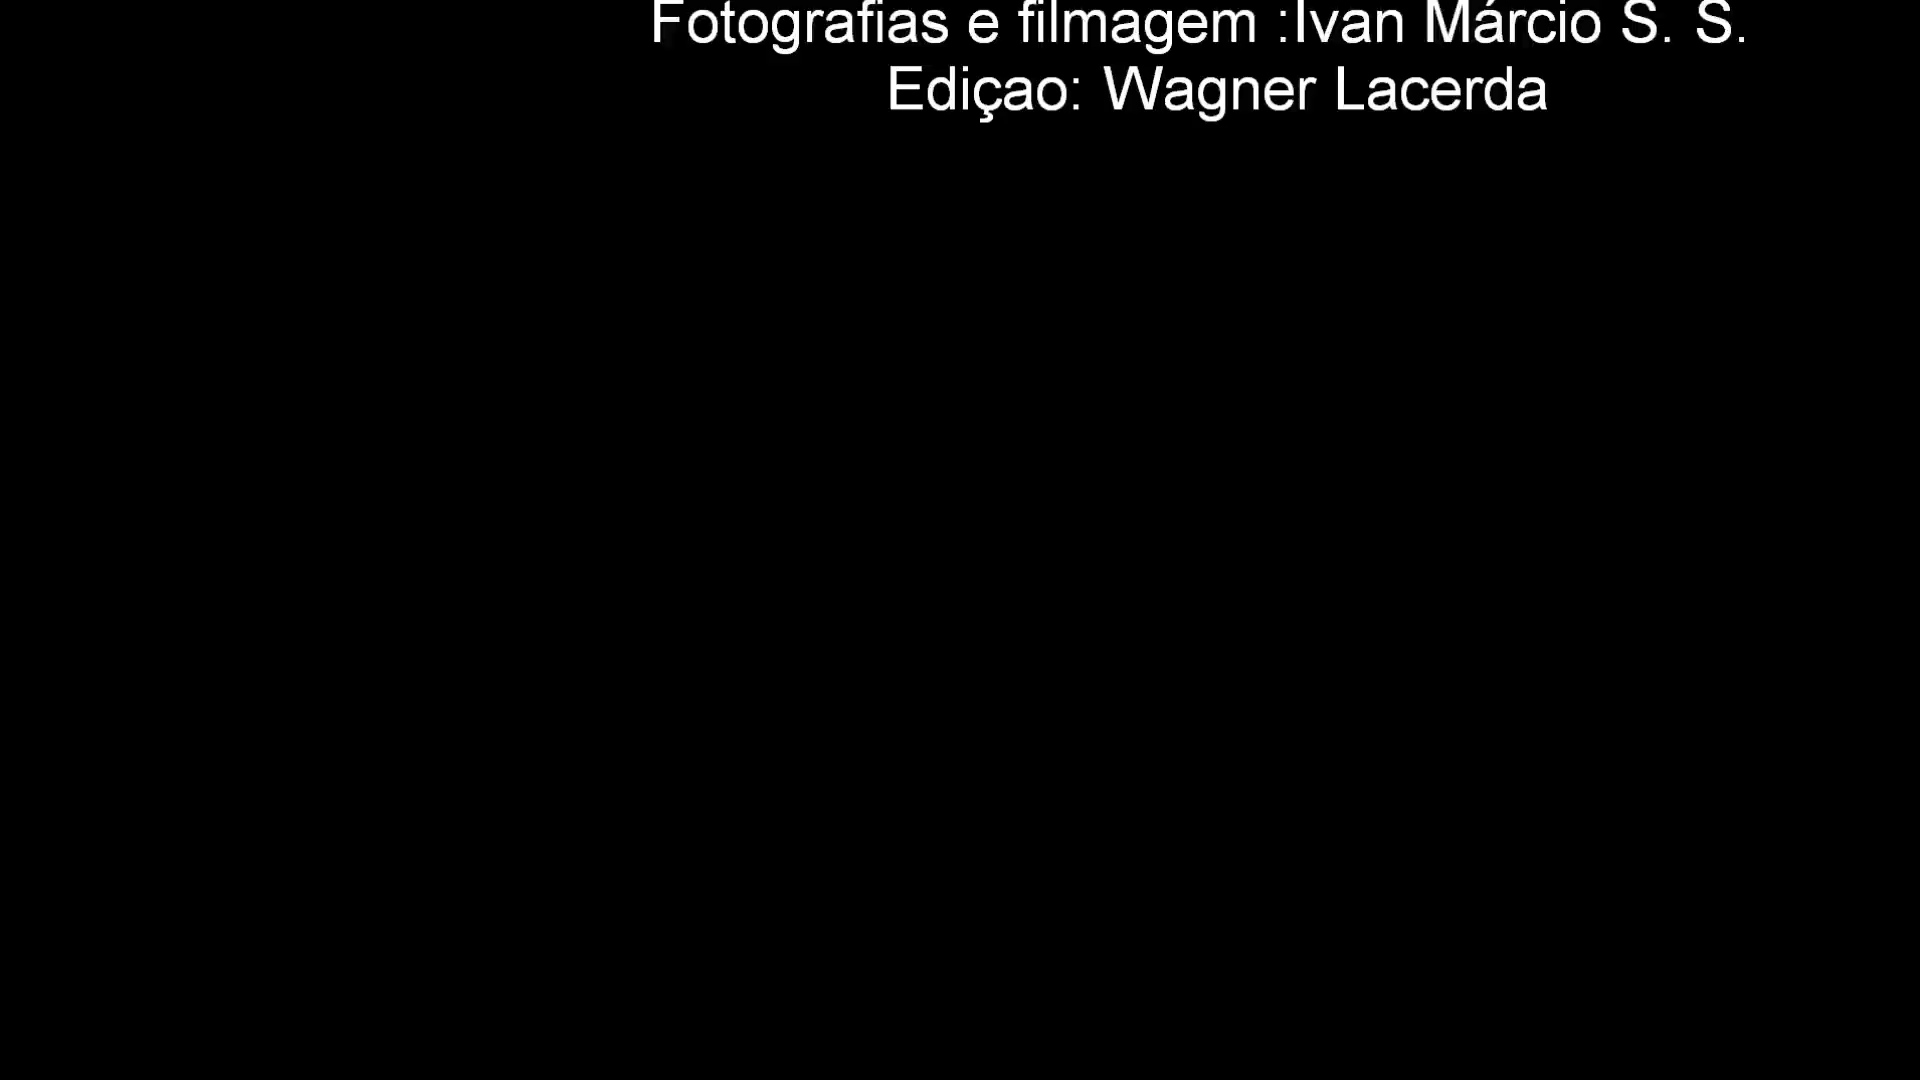 Fotografias e filmagem :Ivan Márcio S. S.
Ediçao: Wagner Lacerda